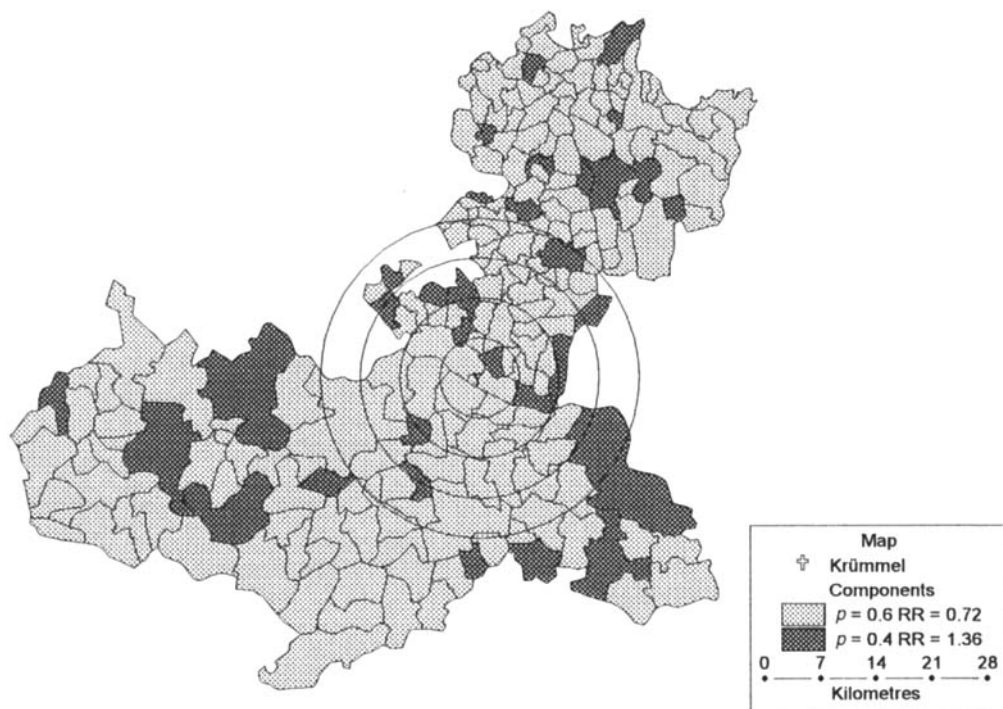 Map
Krümmel
Components
p = 0.6 RR = 0.72
p = 0.4 RR = 1.36
0 7 14 21 28
Kilometres